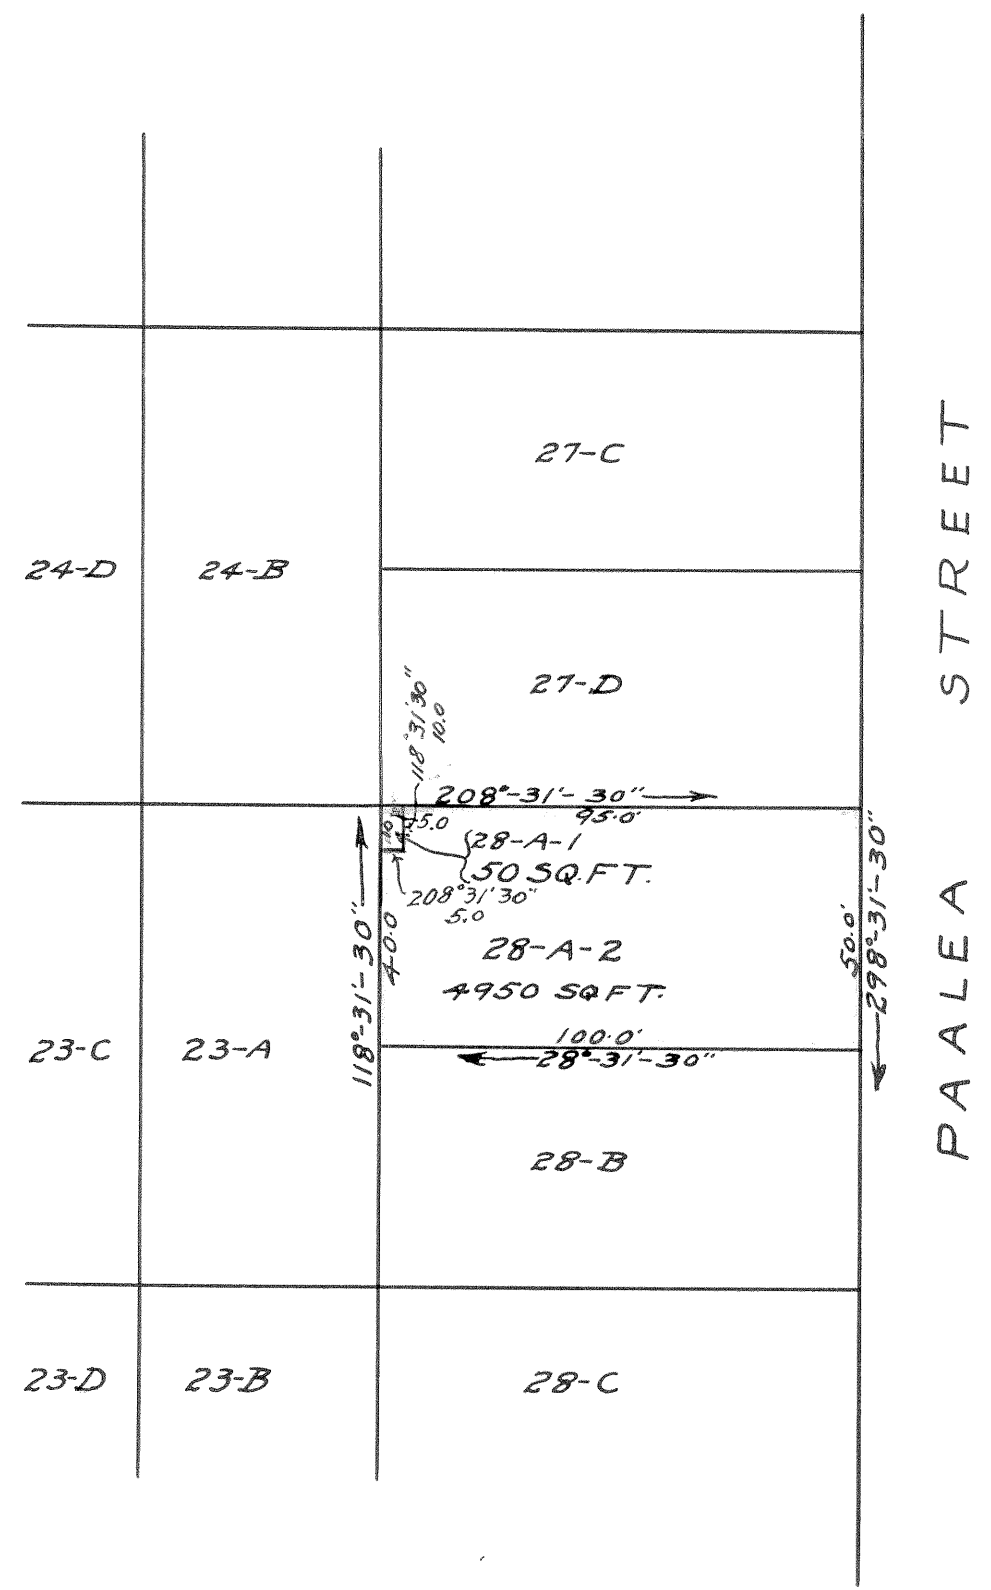 27-C
24-D
24-B
27-D
118°31'30"
10.0
208°-31'-30"
95.0'
5.0
10
28-A-1
50 SQ.FT.
208°31'30"
5.0
118°-31'-30"
40.0
28-A-2
4950 SQ FT.
50.0'
298°-31'-30"
100.0'
28°-31'-30"
23-C
23-A
28-B
23-D
23-B
28-C
PAALEA STREET